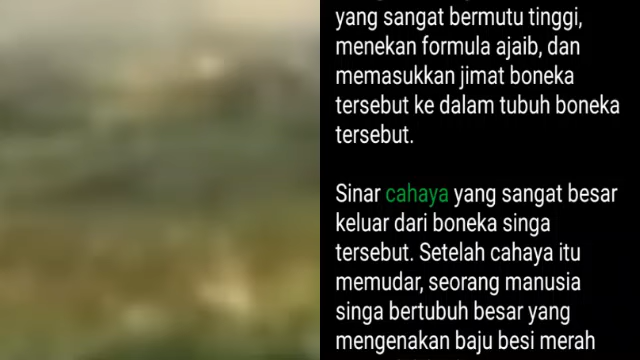 yang sangat bermutu tinggi,
menekan formula ajaib, dan
memasukkan jimat boneka
tersebut ke dalam tubuh boneka
tersebut.
Sinar cahaya yang sangat besar
keluar dari boneka singa
tersebut. Setelah cahaya itu
memudar, seorang manusia
singa bertubuh besar yang
mengenakan baju besi merah